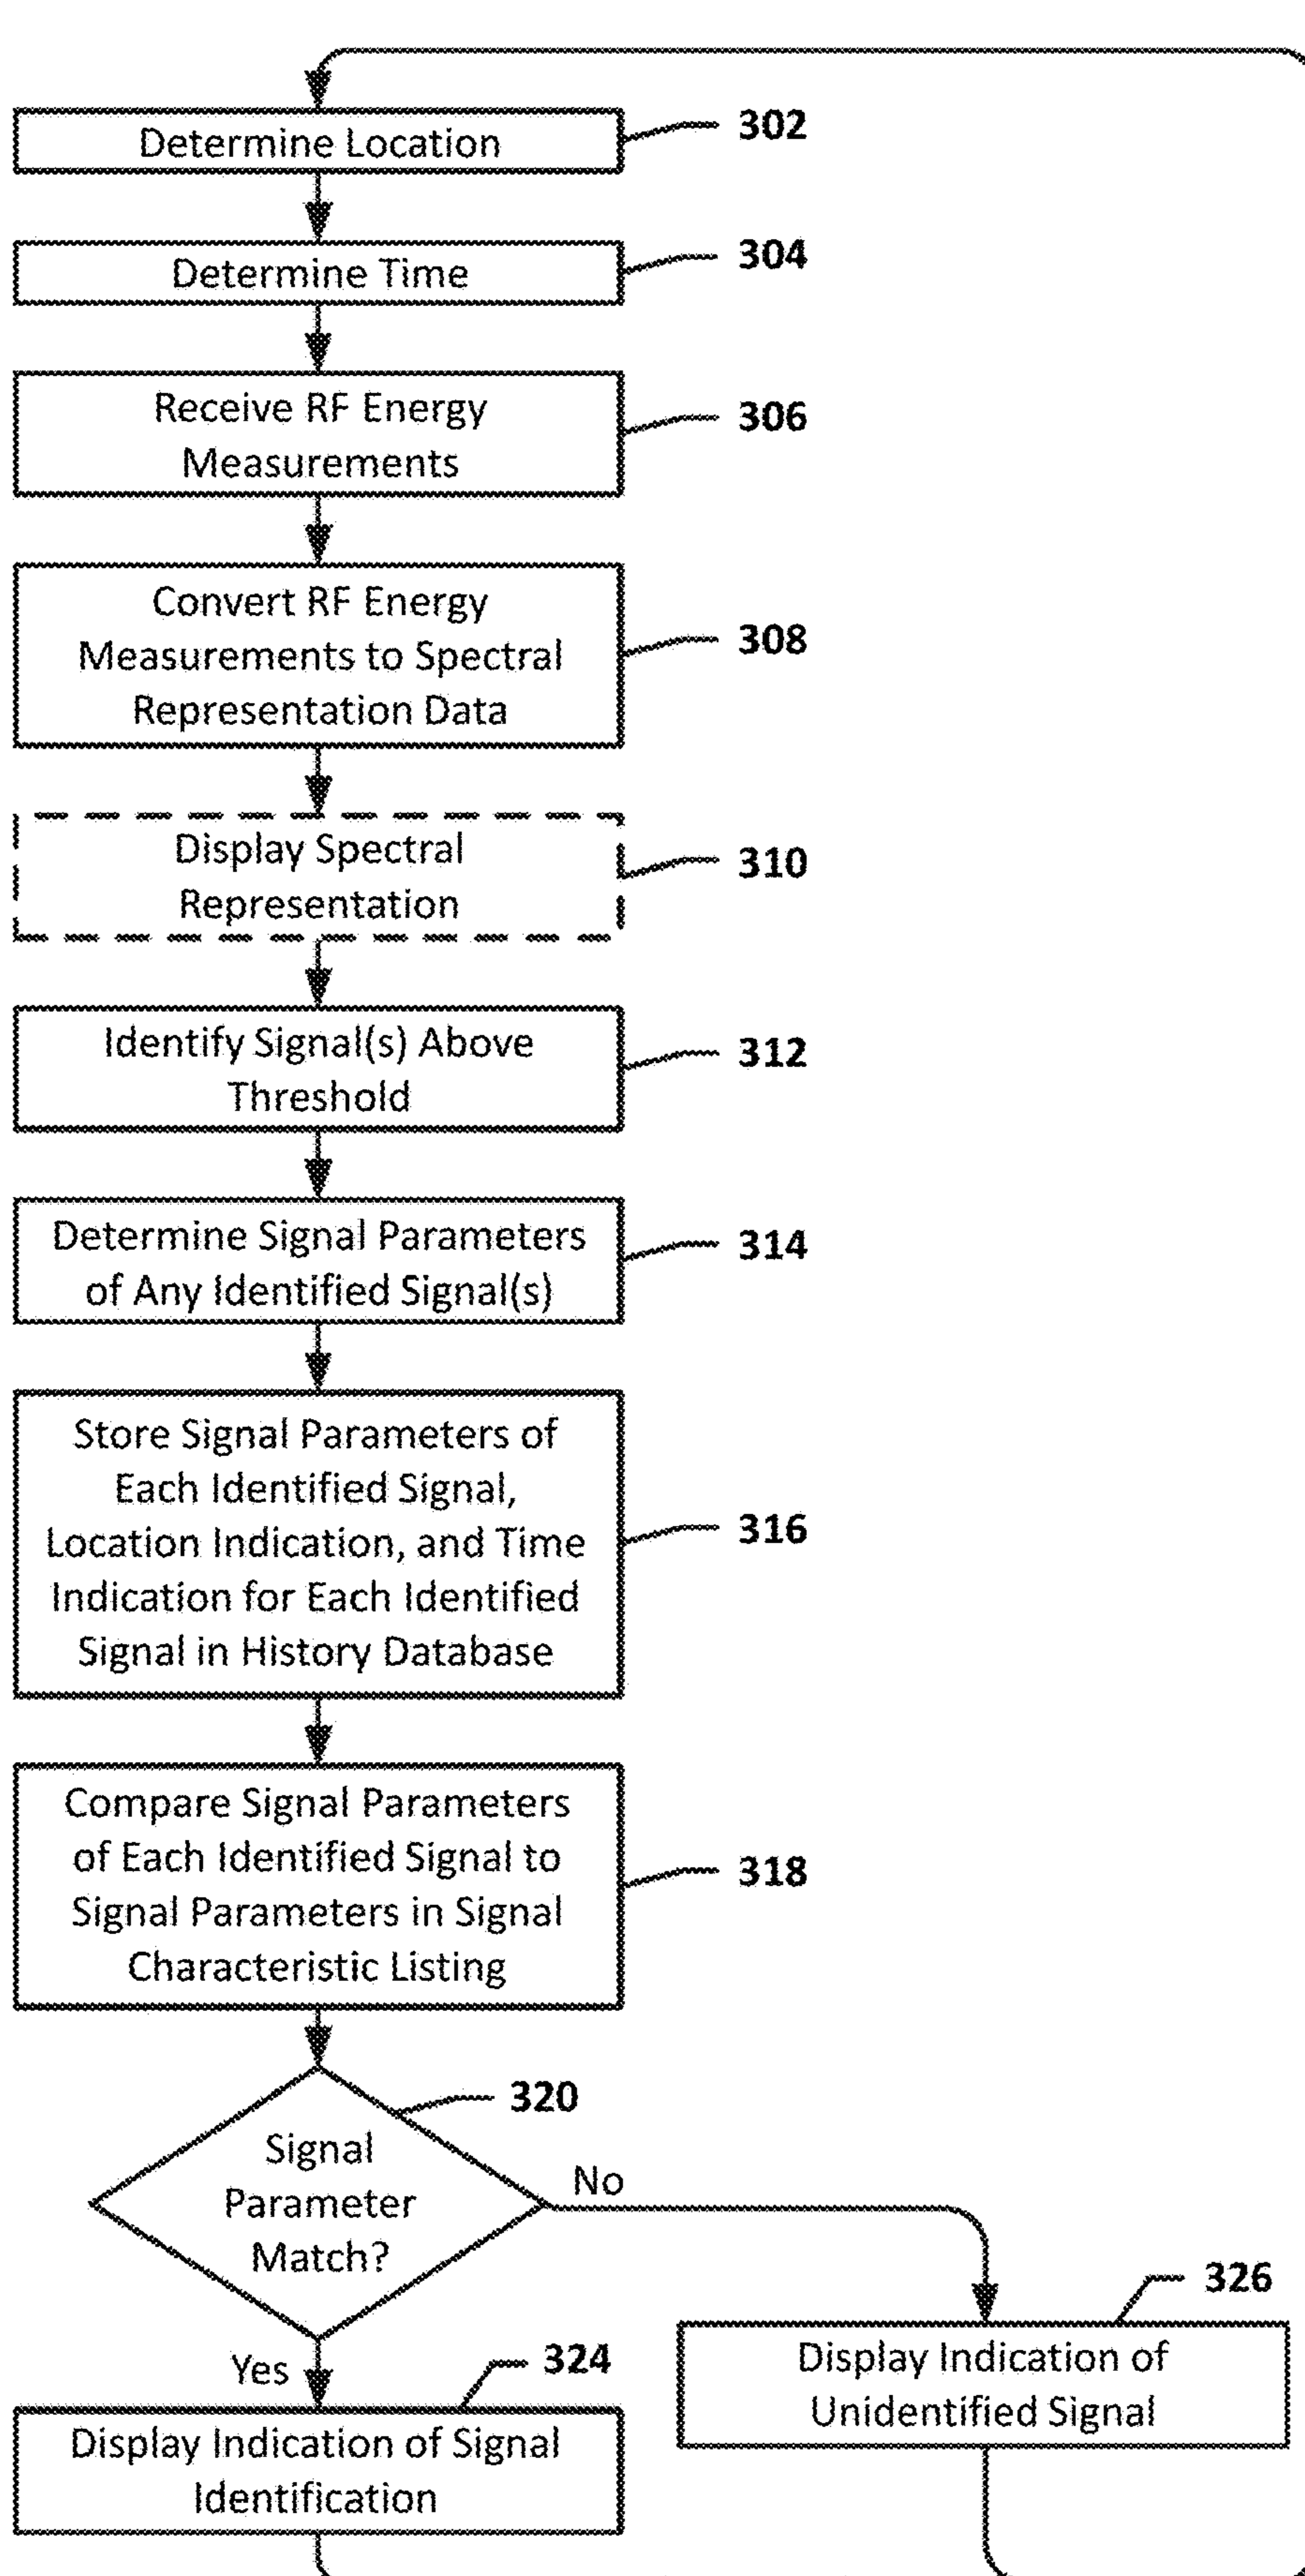 Determine Location
302
Determine Time
304
Receive RF Energy
Measurements
306
Convert RF Energy
Measurements to Spectral
Representation Data
308
Display Spectral
Representation
310
Identify Signal(s) Above
Threshold
312
Determine Signal Parameters
of Any Identified Signal(s)
314
Store Signal Parameters of
Each Identified Signal,
Location Indication, and Time
Indication for Each Identified
Signal in History Database
316
Compare Signal Parameters
of Each Identified Signal to
Signal Parameters in Signal
Characteristic Listing
318
320
Signal
Parameter
Match?
No
Yes
324
Display Indication of Signal
Identification
326
Display Indication of
Unidentified Signal